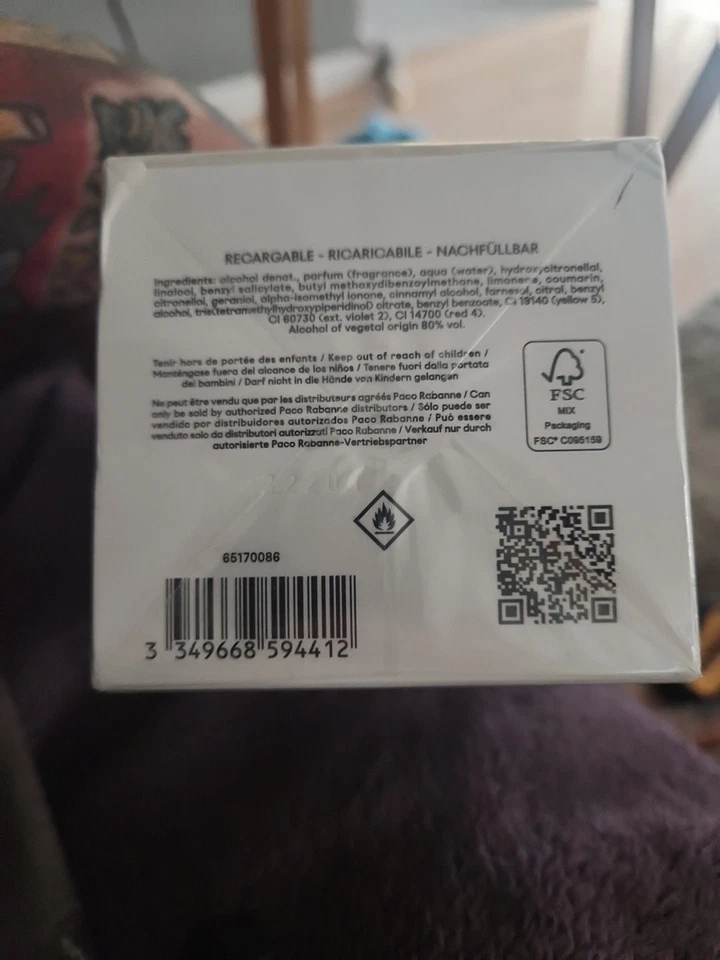 RECARGABLE - RICARICABILE - NACHFÜLLBAR
Ingredients: alcohol denat., parfum (fragrance), aqua (water), hydroxycitronellal,
linalool, benzyl salicylate, butyl methoxydibenzoylmethane, limonene, coumarin,
citronellol, geraniol, alpha-isomethyl ionone, cinnamyl alcohol, farnesol, citral, benzyl
alcohol, tris(tetramethylhydroxypiperidinol) citrate, benzyl benzoate, CI 19140 (yellow 5),
CI 60730 (ext. violet 2), CI 14700 (red 4).
Alcohol of vegetal origin 80% vol.
Tenir hors de portée des enfants / Keep out of reach of children /
Manténgase fuera del alcance de los niños / Tenere fuori dalla portata
dei bambini / Darf nicht in die Hände von Kindern gelangen
Ne peut être vendu que par les distributeurs agréés Paco Rabanne / Can
only be sold by authorized Paco Rabanne distributors / Sólo puede ser
vendido por distribuidores autorizados Paco Rabanne / Può essere
venduto solo da distributori autorizzati Paco Rabanne / Verkauf nur durch
autorisierte Paco Rabanne-Vertriebspartner
FSC
MIX
Packaging
FSC® C095159
65170086
3 349668 594412